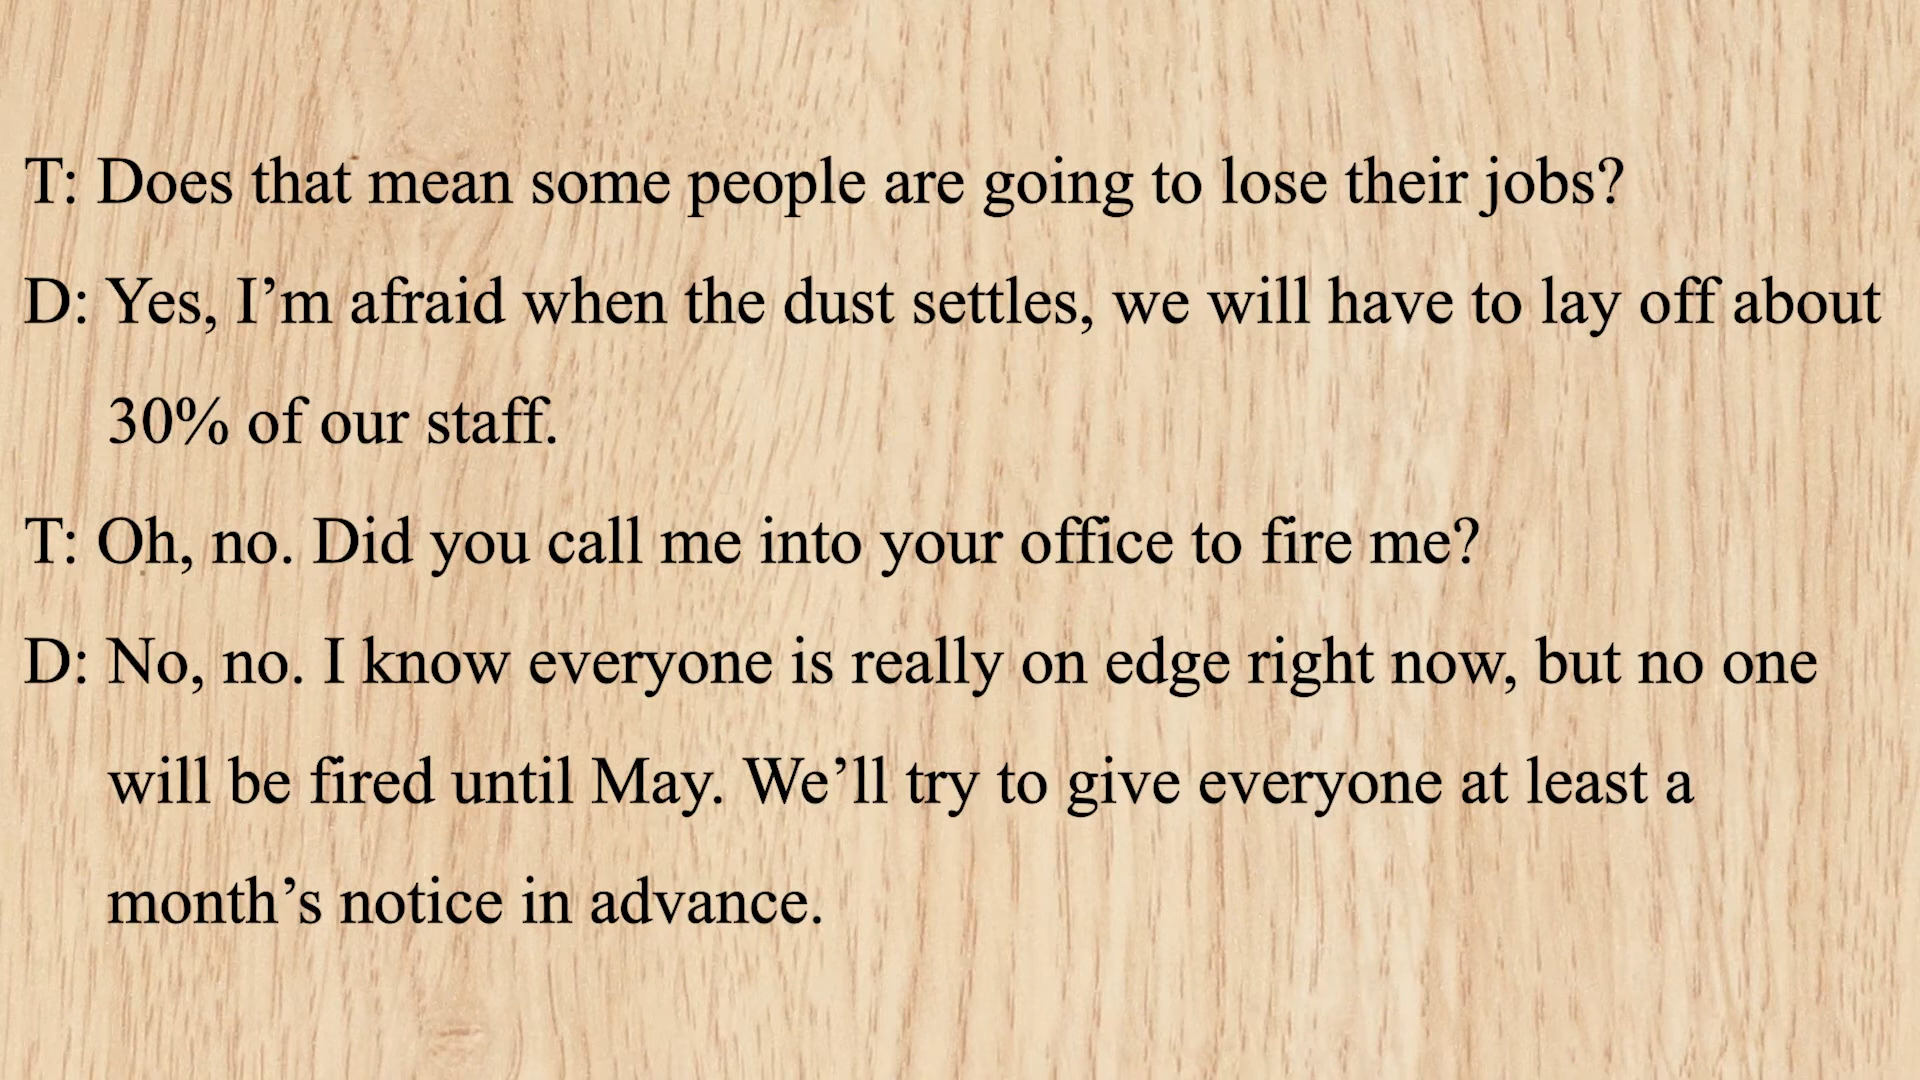 T: Does that mean some people are going to lose their jobs?
D: Yes, I’m afraid when the dust settles, we will have to lay off about
30% of our staff.
T: Oh, no. Did you call me into your office to fire me?
D: No, no. I know everyone is really on edge right now, but no one
will be fired until May. We’ll try to give everyone at least a
month’s notice in advance.